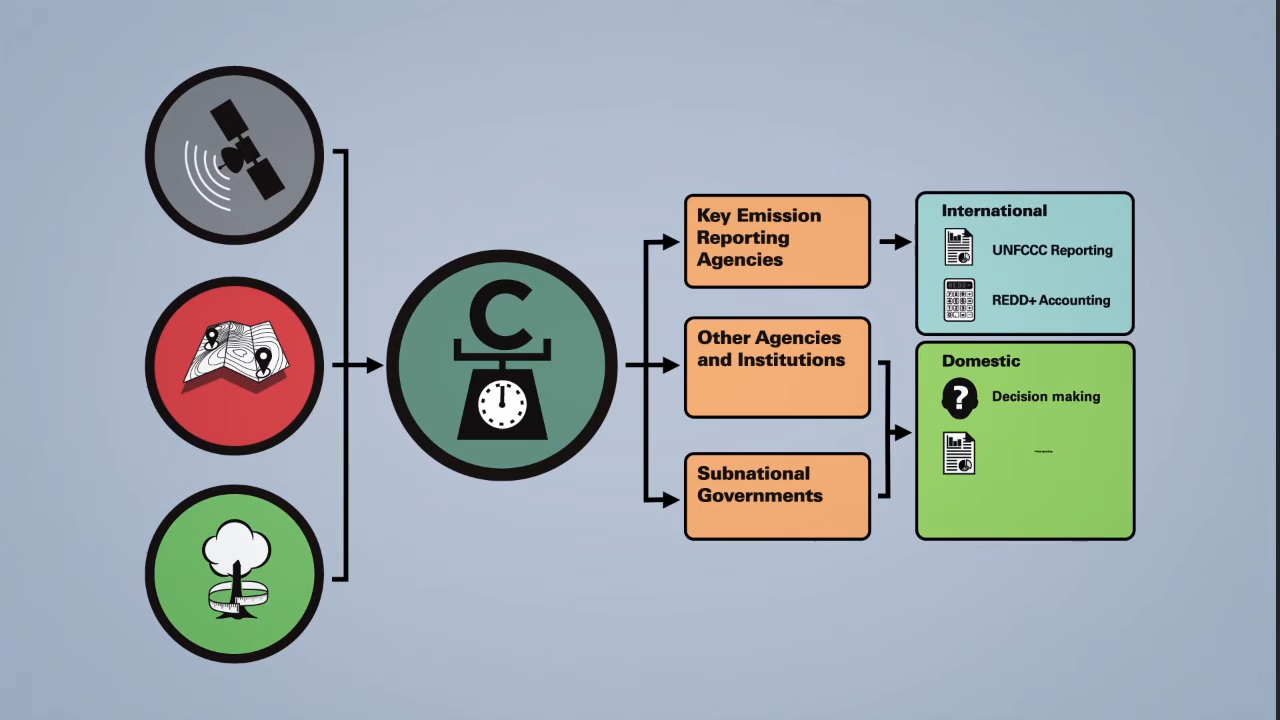 C
Key Emission
Reporting
Agencies
Other Agencies
and Institutions
Subnational
Governments
International
UNFCCC Reporting
REDD+ Accounting
Domestic
?
Decision making